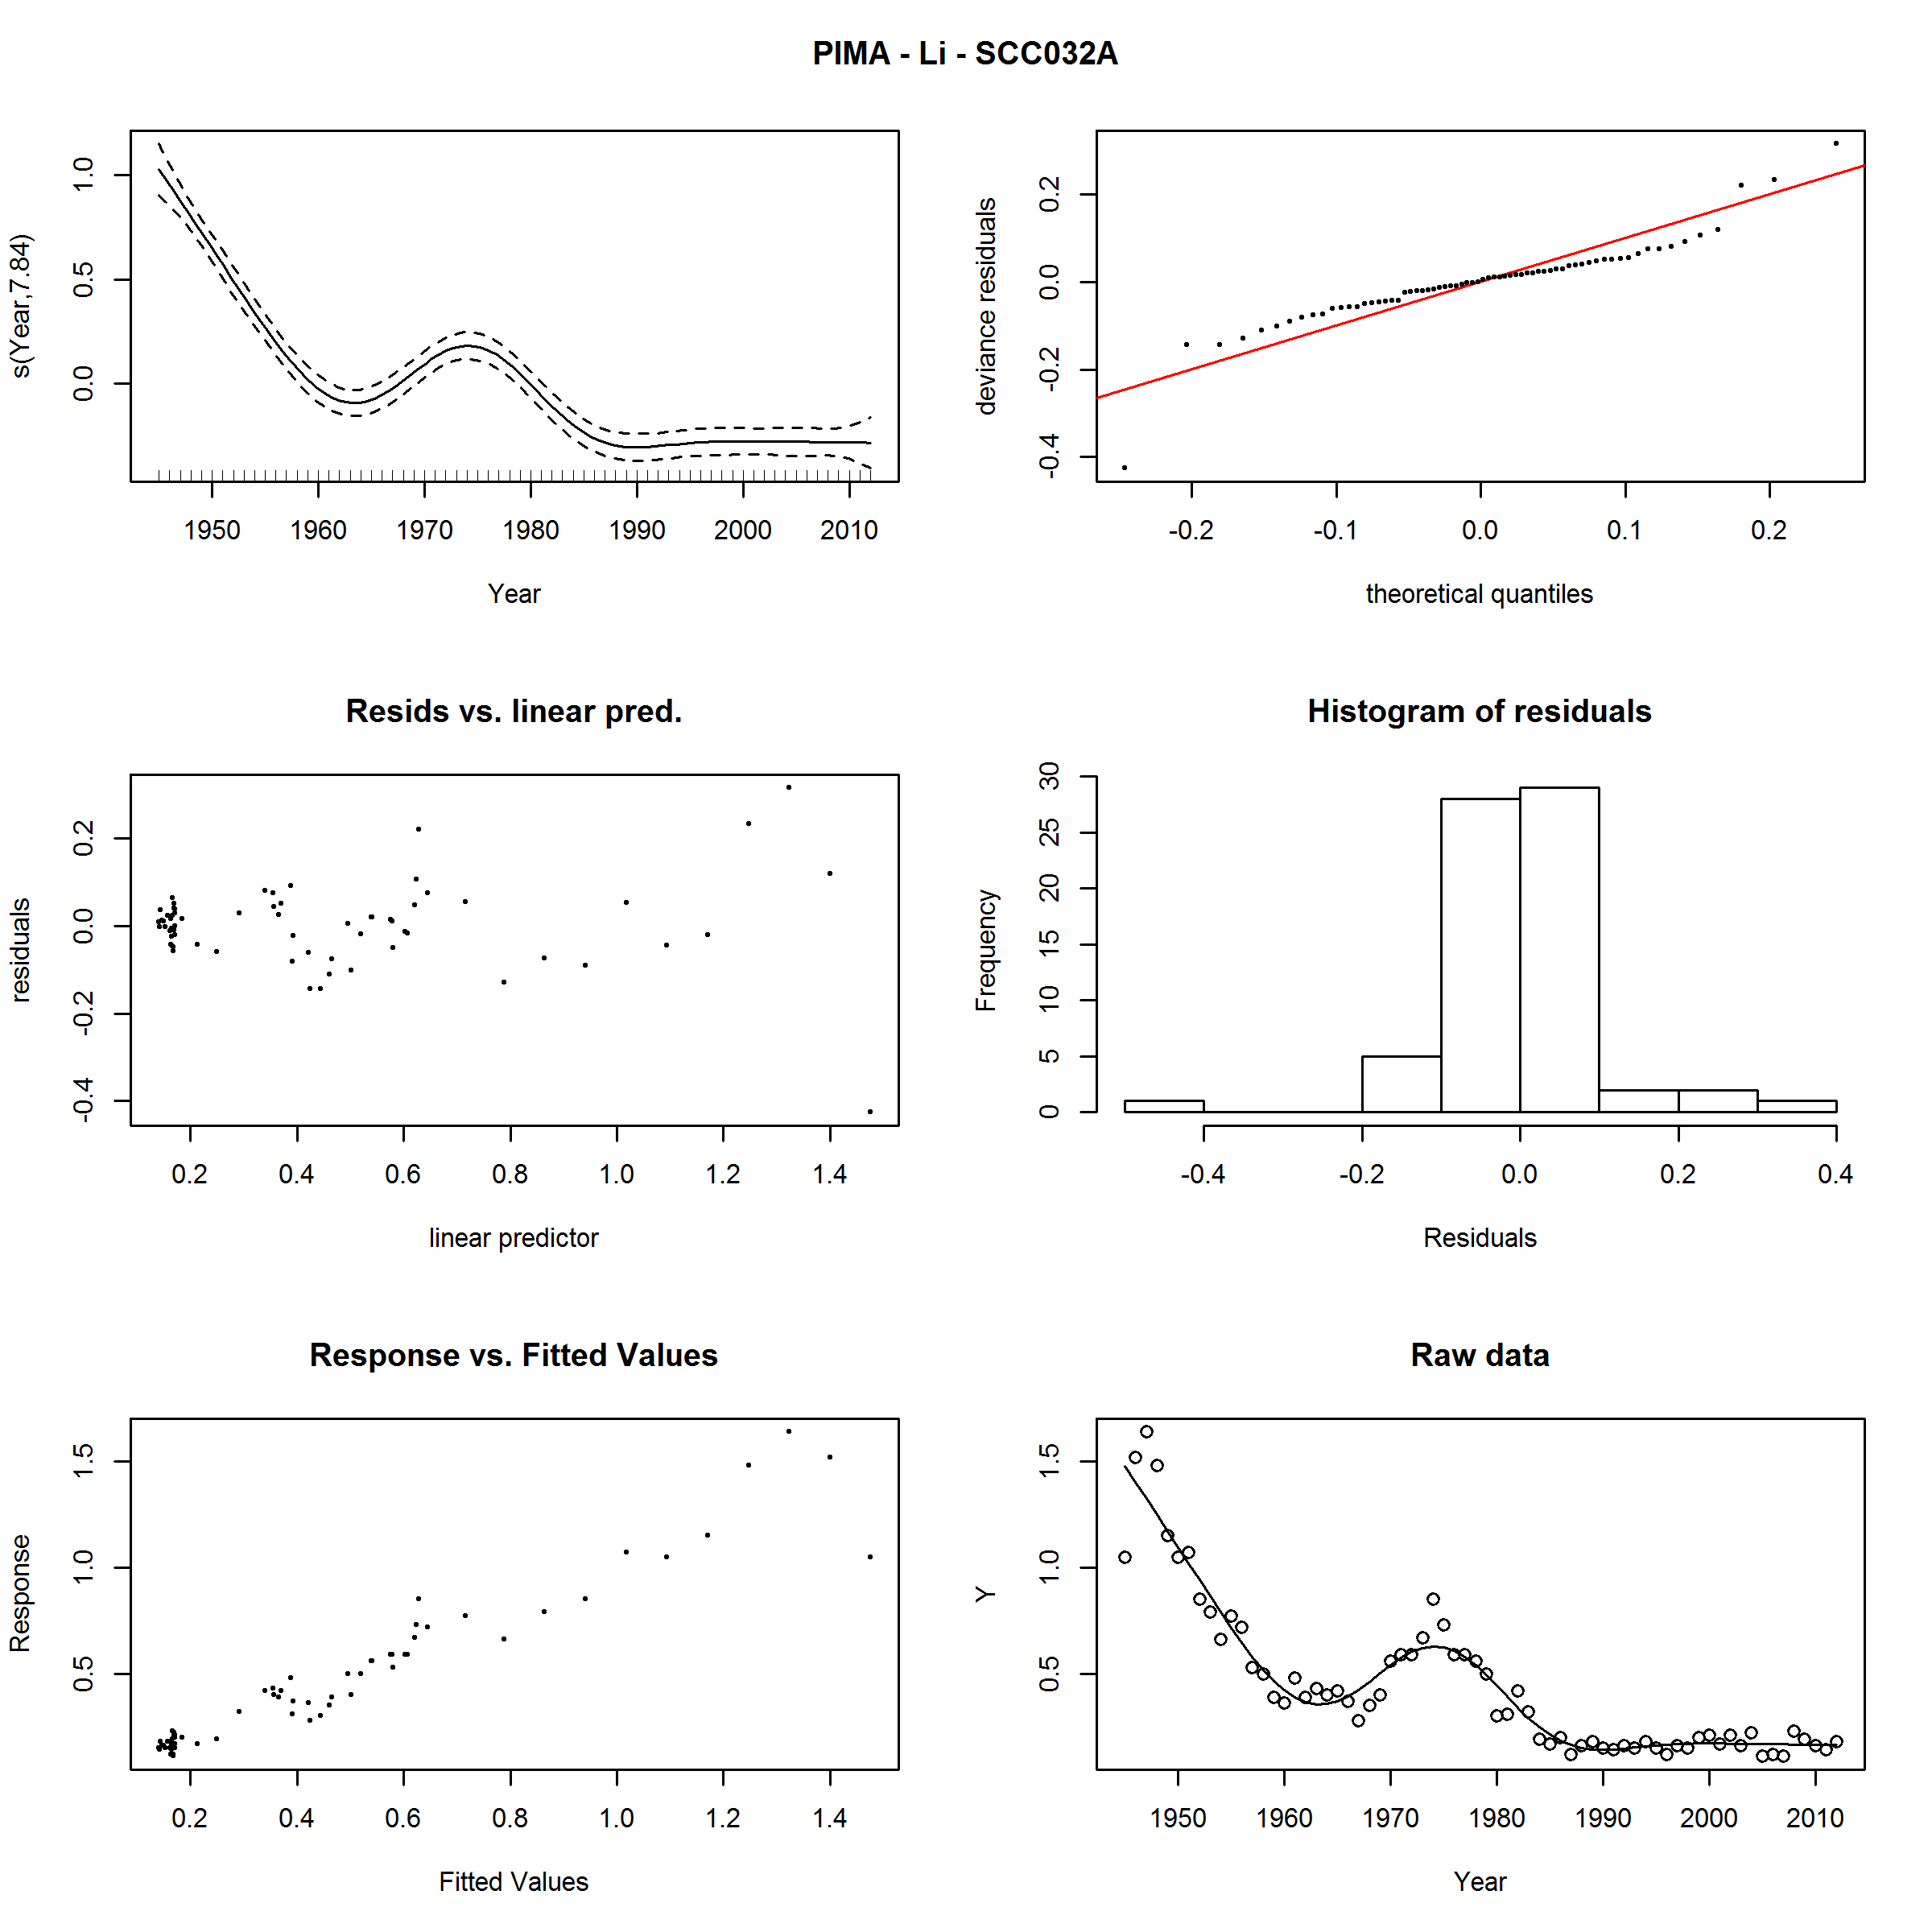 PIMA - Li - SCC032A
s(Year,7.84)
1.0
0.5
0.0
1950 1960 1970 1980 1990 2000 2010
Year
deviance residuals
0.2
0.0
-0.2
-0.4
-0.2 -0.1 0.0 0.1 0.2
theoretical quantiles
Resids vs. linear pred.
residuals
0.2
0.0
-0.2
-0.4
0.2 0.4 0.6 0.8 1.0 1.2 1.4
linear predictor
Histogram of residuals
Frequency
30
25
20
15
10
5
0
-0.4 -0.2 0.0 0.2 0.4
Residuals
Response vs. Fitted Values
Response
1.5
1.0
0.5
0.2 0.4 0.6 0.8 1.0 1.2 1.4
Fitted Values
Raw data
Y
1.5
1.0
0.5
1950 1960 1970 1980 1990 2000 2010
Year